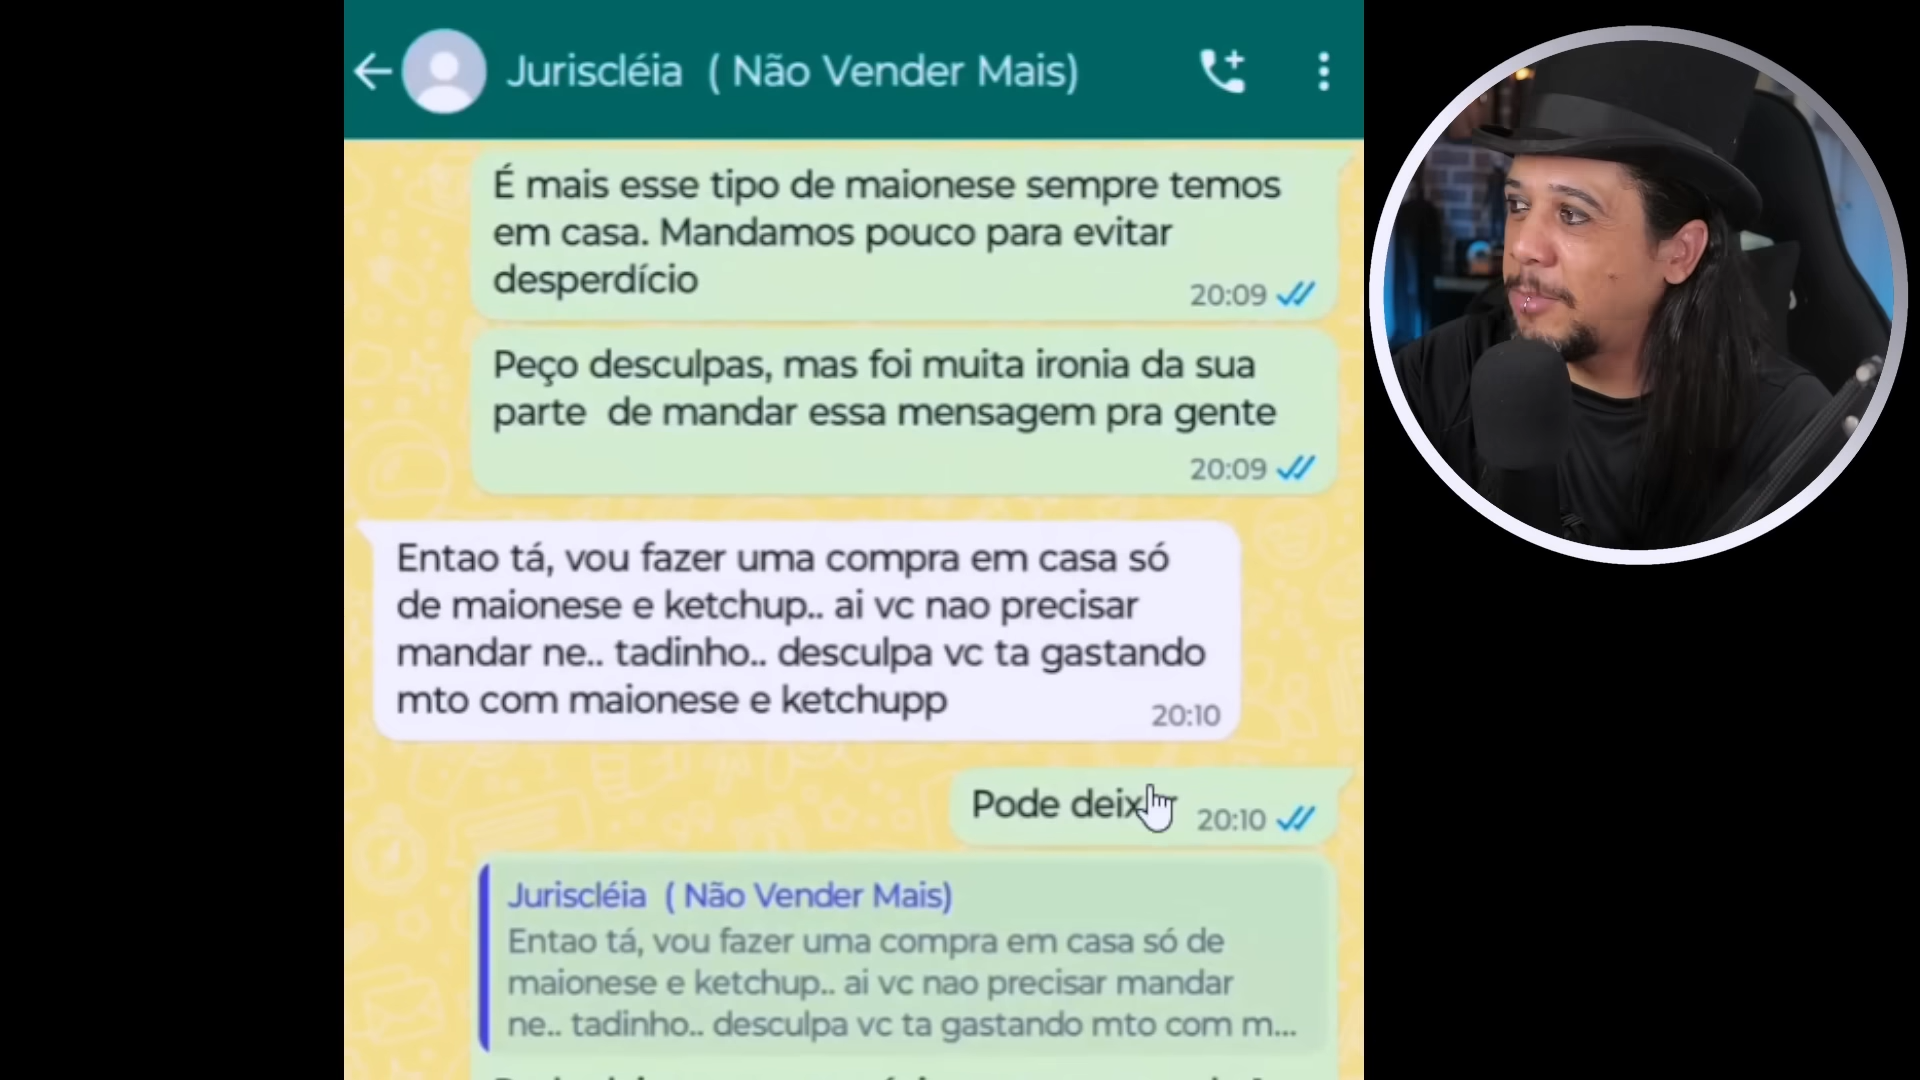 Juriscléia ( Não Vender Mais)
É mais esse tipo de maionese sempre temos
em casa. Mandamos pouco para evitar
desperdício
20:09
Peço desculpas, mas foi muita ironia da sua
parte de mandar essa mensagem pra gente
20:09
Entao tá, vou fazer uma compra em casa só
de maionese e ketchup.. ai vc nao precisar
mandar ne.. tadinho.. desculpa vc ta gastando
mto com maionese e ketchupp
20:10
Pode
20:10
Juriscléia ( Não Vender Mais)
Entao tá, vou fazer uma compra em casa só de
maionese e ketchup.. ai vc nao precisar mandar
ne.. tadinho.. desculpa vc ta gastando mto com m...